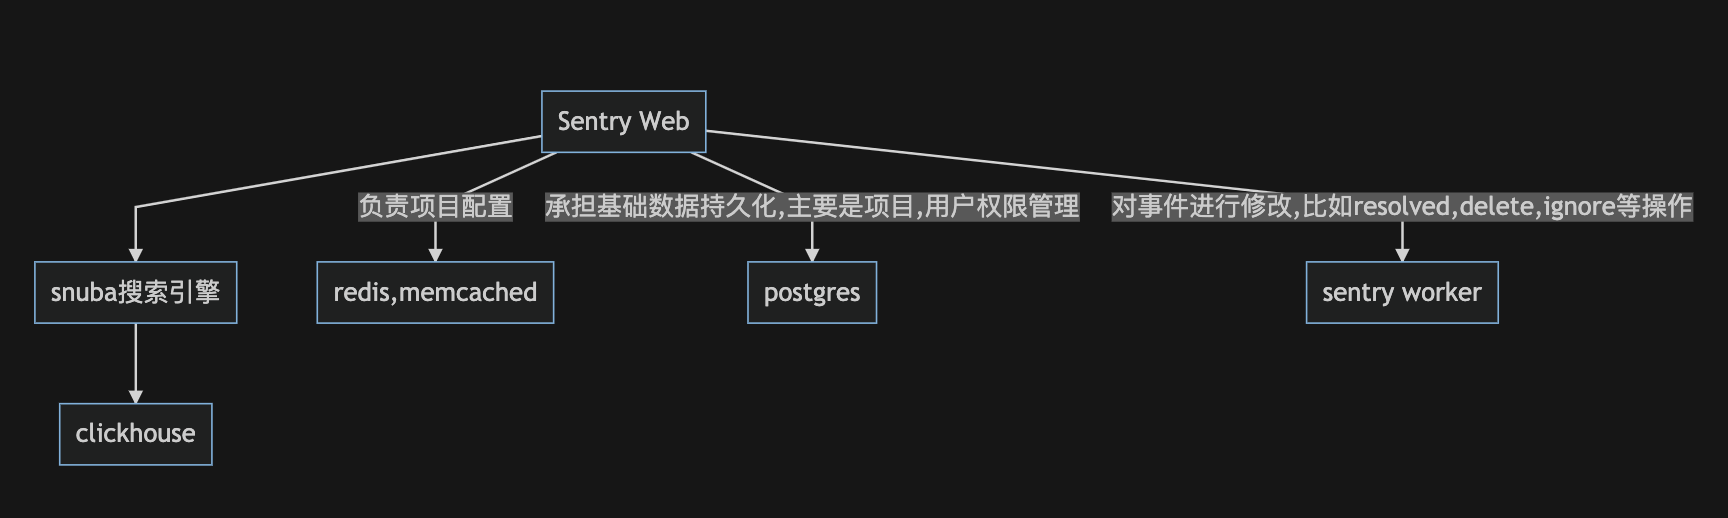 Sentry Web
负责项目配置
承担基础数据持久化,主要是项目,用户权限管理
对事件进行修改,比如resolved,delete,ignore等操作
snuba搜索引擎
redis,memcached
postgres
sentry worker
clickhouse